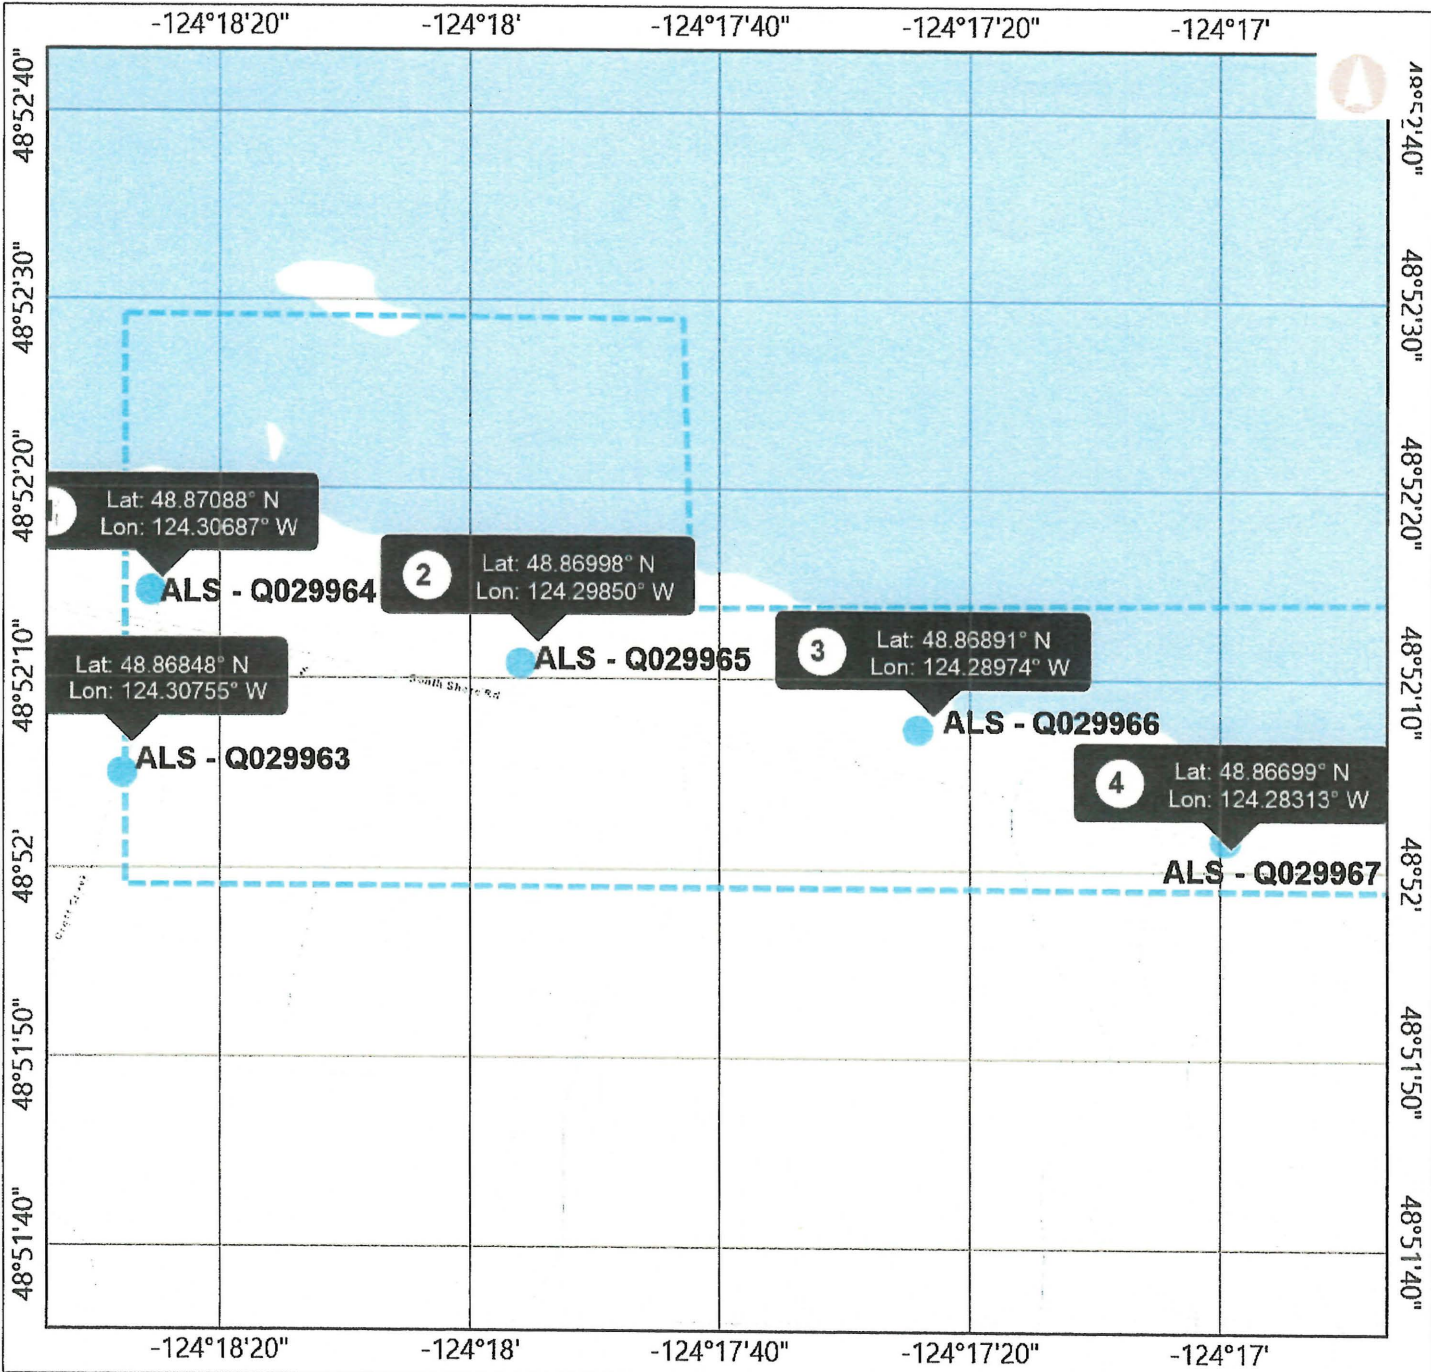 -124°18'20" -124°18' -124°17'40" -124°17'20" -124°17'
48°52'40" 48°52'40"
48°52'30" 48°52'30"
48°52'20" 48°52'20"
1 Lat: 48.87088° N
Lon: 124.30687° W
ALS - Q029964
2 Lat: 48.86998° N
Lon: 124.29850° W
ALS - Q029965
48°52'10" 48°52'10"
Lat: 48.86848° N
Lon: 124.30755° W
ALS - Q029963
South Shore Rd
3 Lat: 48.86891° N
Lon: 124.28974° W
ALS - Q029966
4 Lat: 48.86699° N
Lon: 124.28313° W
ALS - Q029967
48°52' 48°52'
48°51'50" 48°51'50"
48°51'40" 48°51'40"
-124°18'20" -124°18' -124°17'40" -124°17'20" -124°17'